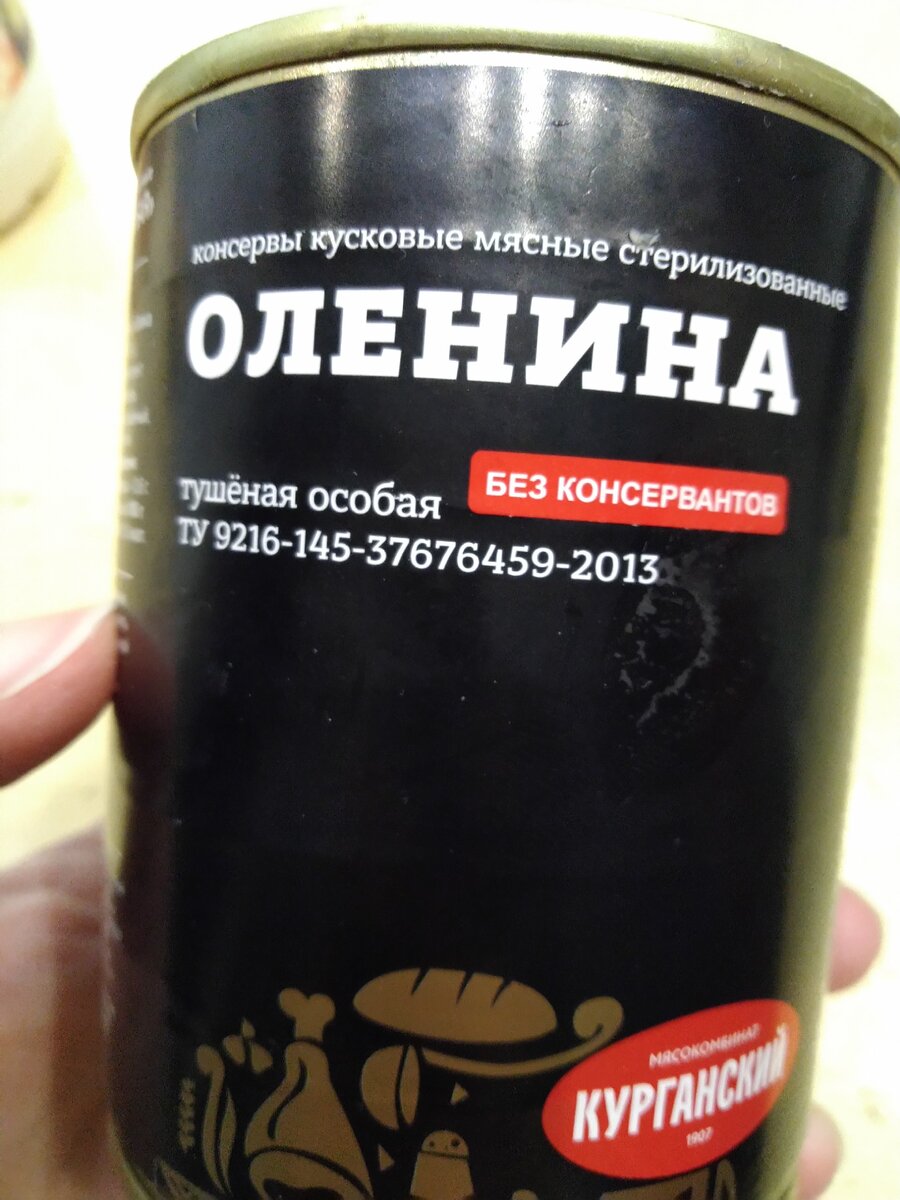 консервы кусковые мясные стерилизованные
ОЛЕНИНА
тушёная особая
БЕЗ КОНСЕРВАНТОВ
ТУ 9216-145-37676459-2013
МЯСОКОМБИНАТ
КУРГАНСКИЙ
1907